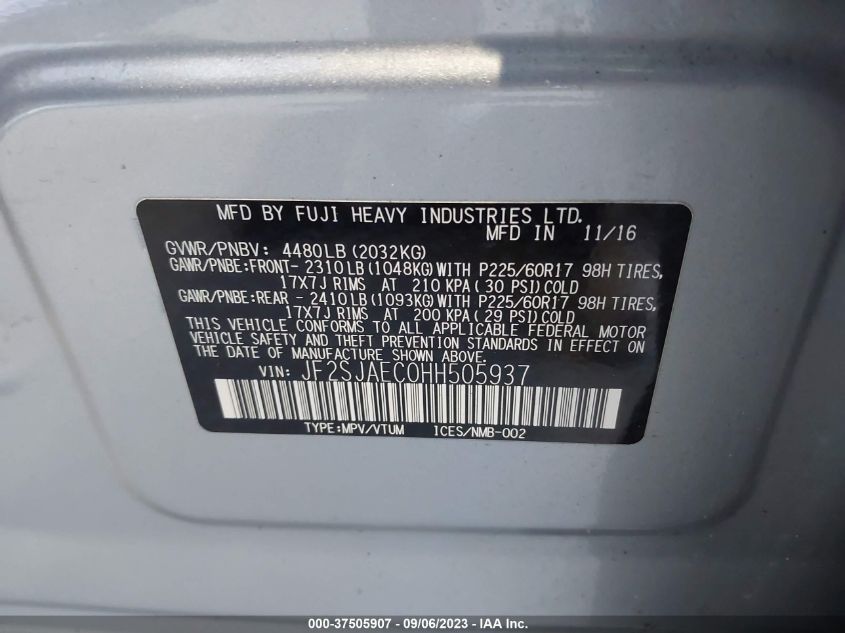 MFD BY FUJI HEAVY INDUSTRIES LTD.
MFD IN 11/16
GVWR/PNBV: 4480LB (2032KG)
GAWR/PNBE:FRONT- 2310LB (1048KG) WITH P225/60R17 98H TIRES,
17X7J RIMS AT 210 KPA (30 PSI) COLD
GAWR/PNBE:REAR - 2410LB (1093KG) WITH P225/60R17 98H TIRES,
17X7J RIMS AT 200 KPA (29 PSI) COLD
THIS VEHICLE CONFORMS TO ALL APPLICABLE FEDERAL MOTOR
VEHICLE SAFETY AND THEFT PREVENTION STANDARDS IN EFFECT ON
THE DATE OF MANUFACTURE SHOWN ABOVE.
VIN: JF2SJAEC0HH505937
TYPE:MPV/VTUM ICES/NMB-002
000-37505907 - 09/06/2023 - IAAI.com